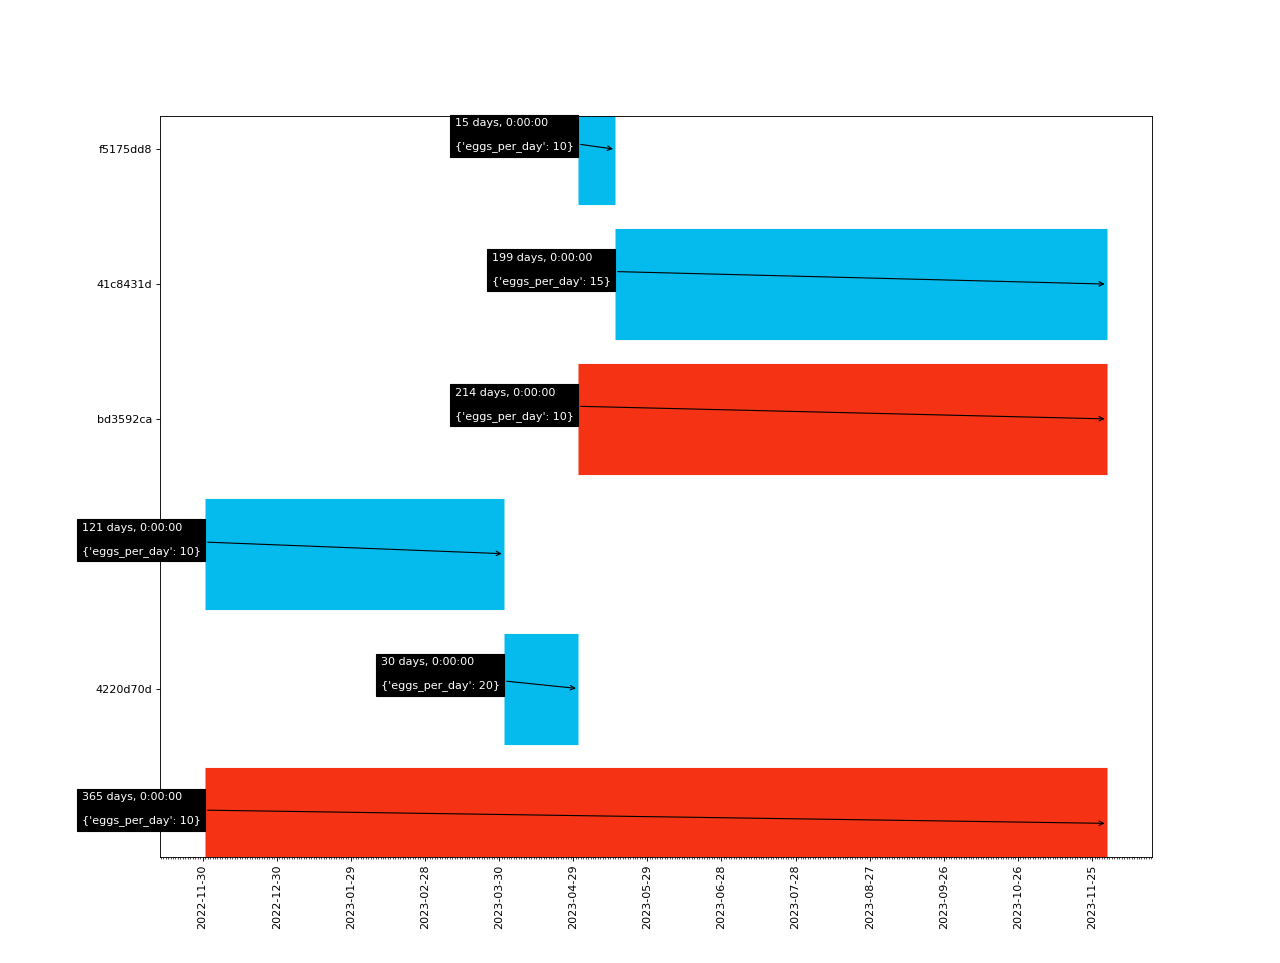 15 days, 0:00:00
{'eggs_per_day': 10}
f5175dd8
199 days, 0:00:00
{'eggs_per_day': 15}
41c8431d
214 days, 0:00:00
{'eggs_per_day': 10}
bd3592ca
121 days, 0:00:00
{'eggs_per_day': 10}
30 days, 0:00:00
{'eggs_per_day': 20}
4220d70d
365 days, 0:00:00
{'eggs_per_day': 10}
2022-11-30
2022-12-30
2023-01-29
2023-02-28
2023-03-30
2023-04-29
2023-05-29
2023-06-28
2023-07-28
2023-08-27
2023-09-26
2023-10-26
2023-11-25